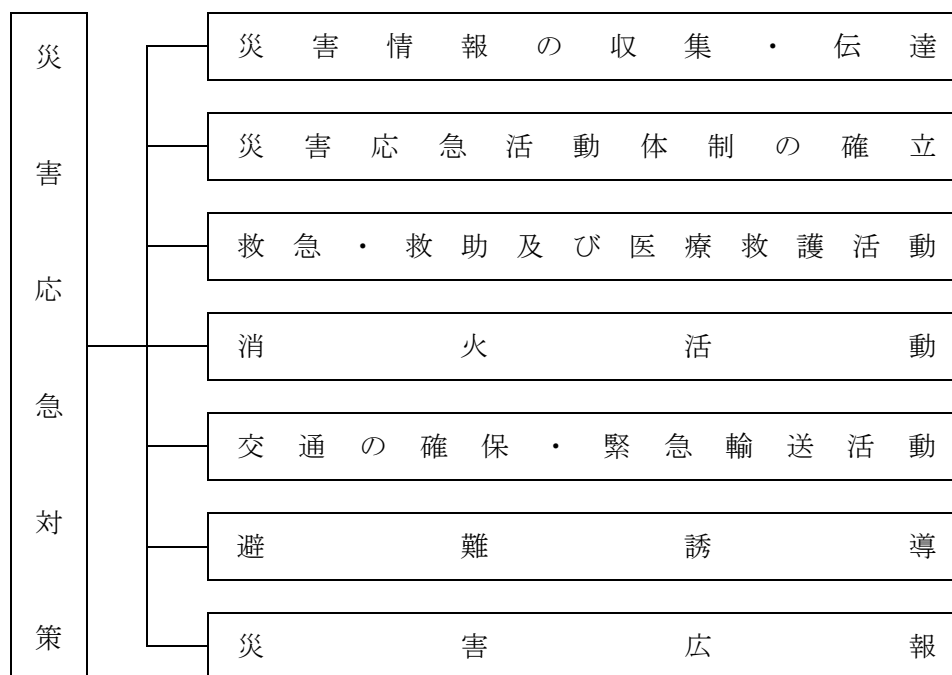 災害応急対策
災害情報の収集・伝達
災害応急活動体制の確立
救急・救助及び医療救護活動
消火活動
交通の確保・緊急輸送活動
避難誘導
災害広報